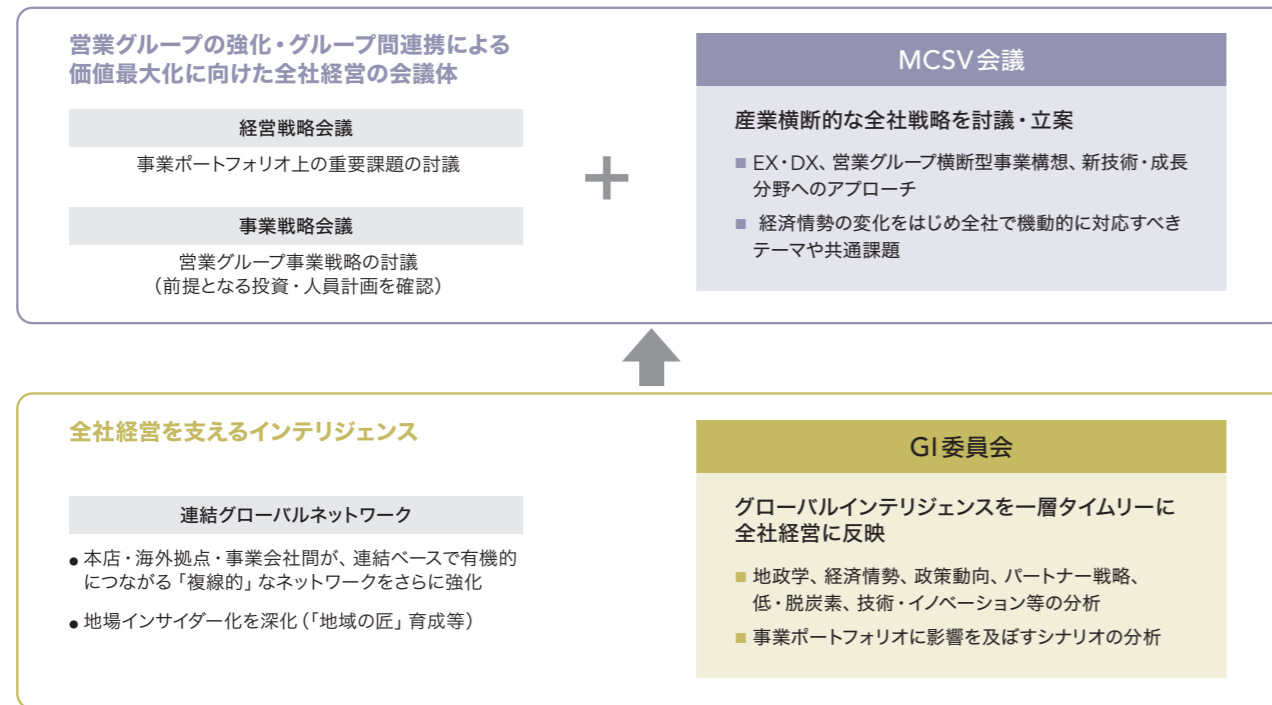 営業グループの強化・グループ間連携による
価値最大化に向けた全社経営の会議体
経営戦略会議
事業ポートフォリオ上の重要課題の討議
事業戦略会議
営業グループ事業戦略の討議
（前提となる投資・人員計画を確認）
+
MCSV会議
産業横断的な全社戦略を討議・立案
■ EX・DX、営業グループ横断型事業構想、新技術・成長
分野へのアプローチ
■ 経済情勢の変化をはじめ全社で機動的に対応すべき
テーマや共通課題
全社経営を支えるインテリジェンス
連結グローバルネットワーク
● 本店・海外拠点・事業会社間が、連結ベースで有機的
につながる「複線的」なネットワークをさらに強化
● 地場インサイダー化を深化（「地域の匠」育成等）
GI委員会
グローバルインテリジェンスを一層タイムリーに
全社経営に反映
■ 地政学、経済情勢、政策動向、パートナー戦略、
低・脱炭素、技術・イノベーション等の分析
■ 事業ポートフォリオに影響を及ぼすシナリオの分析